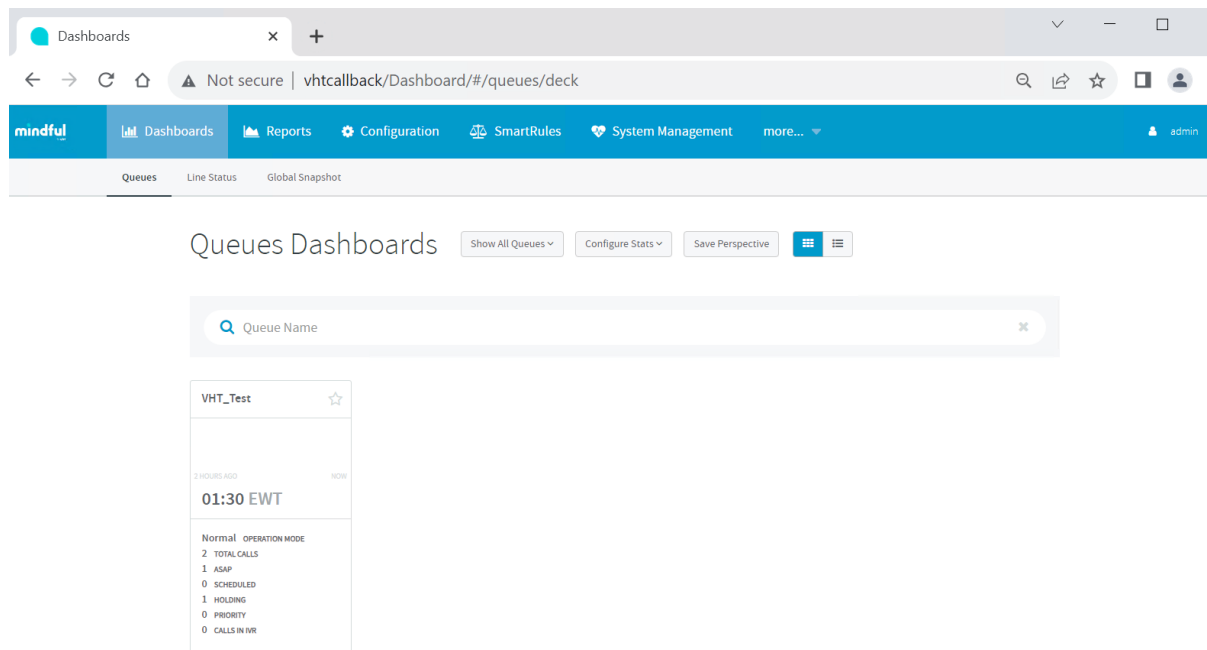 Dashboards
Not secure | vhtcallback/Dashboard/#/queues/deck
mindful Dashboards Reports Configuration SmartRules System Management more... admin
Queues Line Status Global Snapshot
Queues Dashboards Show All Queues Configure Stats Save Perspective
Queue Name
VHT_Test
2 HOURS AGO NOW
01:30 EWT
Normal OPERATION MODE
2 TOTAL CALLS
1 ASAP
0 SCHEDULED
1 HOLDING
0 PRIORITY
0 CALLS IN IVR